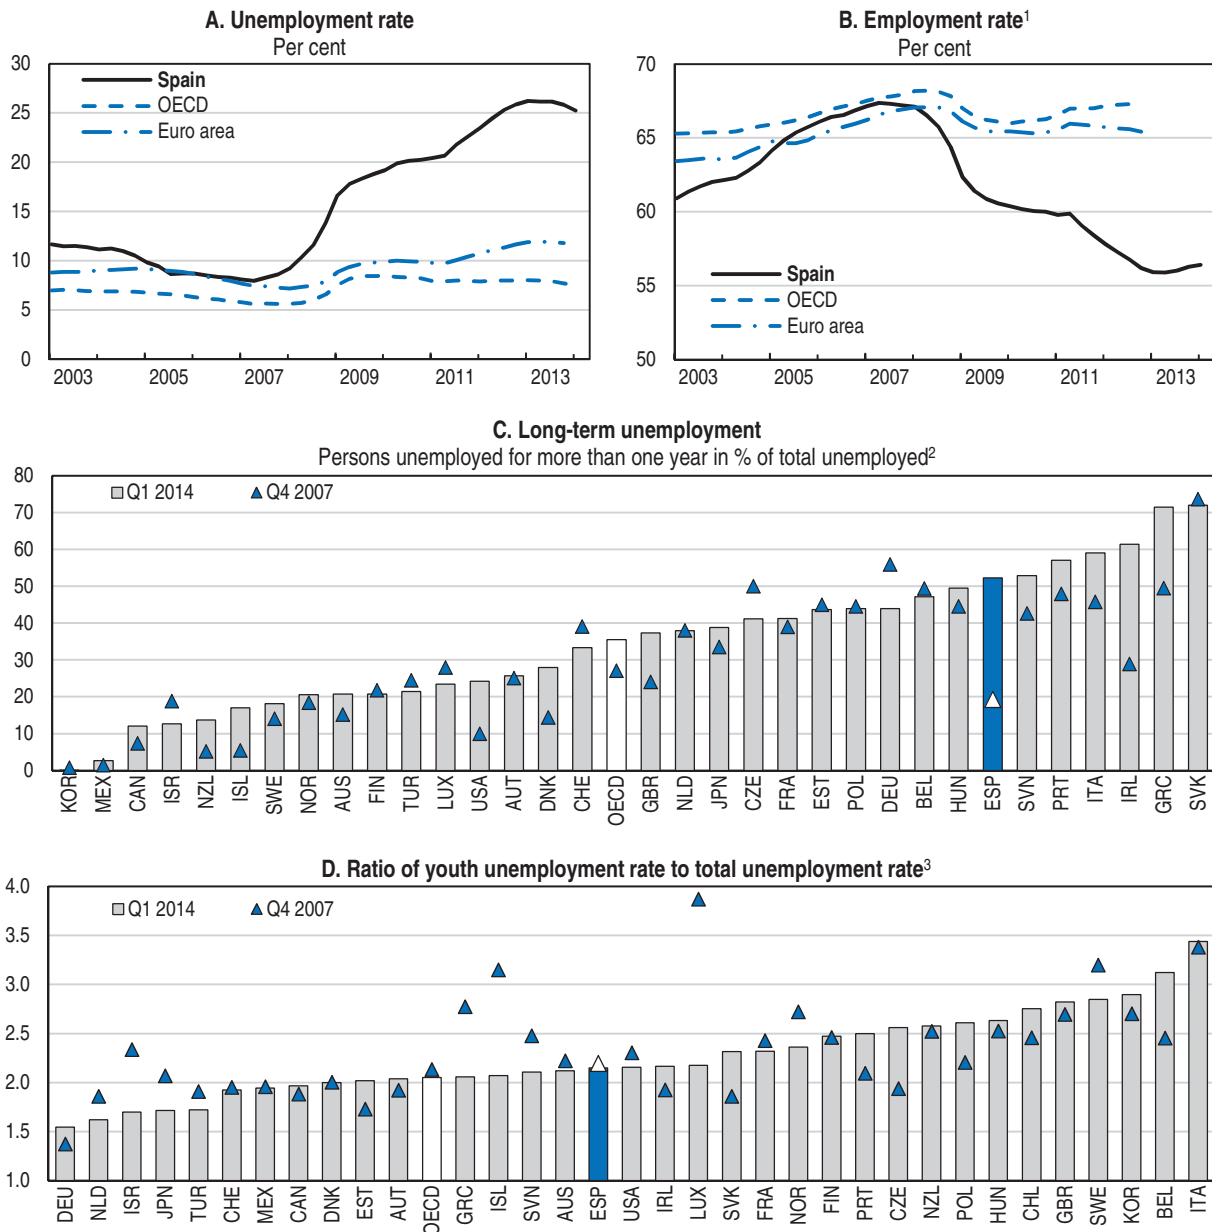 A. Unemployment rate
Per cent
30
25
20
15
10
5
0
Spain
OECD
Euro area
2003 2005 2007 2009 2011 2013
B. Employment rate1
Per cent
70
65
60
55
50
Spain
OECD
Euro area
2003 2005 2007 2009 2011 2013
C. Long-term unemployment
Persons unemployed for more than one year in % of total unemployed2
80
70
60
50
40
30
20
10
0
Q1 2014 Q4 2007
KOR MEX CAN ISR NZL ISL SWE NOR AUS FIN TUR LUX USA AUT DNK CHE OECD GBR NLD JPN CZE FRA EST POL DEU BEL HUN ESP SVN PRT ITA IRL GRC SVK
D. Ratio of youth unemployment rate to total unemployment rate3
4.0
3.5
3.0
2.5
2.0
1.5
1.0
Q1 2014 Q4 2007
DEU NLD ISR JPN TUR CHE MEX CAN DNK EST AUT OECD GRC ISL SVN AUS ESP USA IRL LUX SVK FRA NOR FIN PRT CZE NZL POL HUN CHL GBR SWE KOR BEL ITA